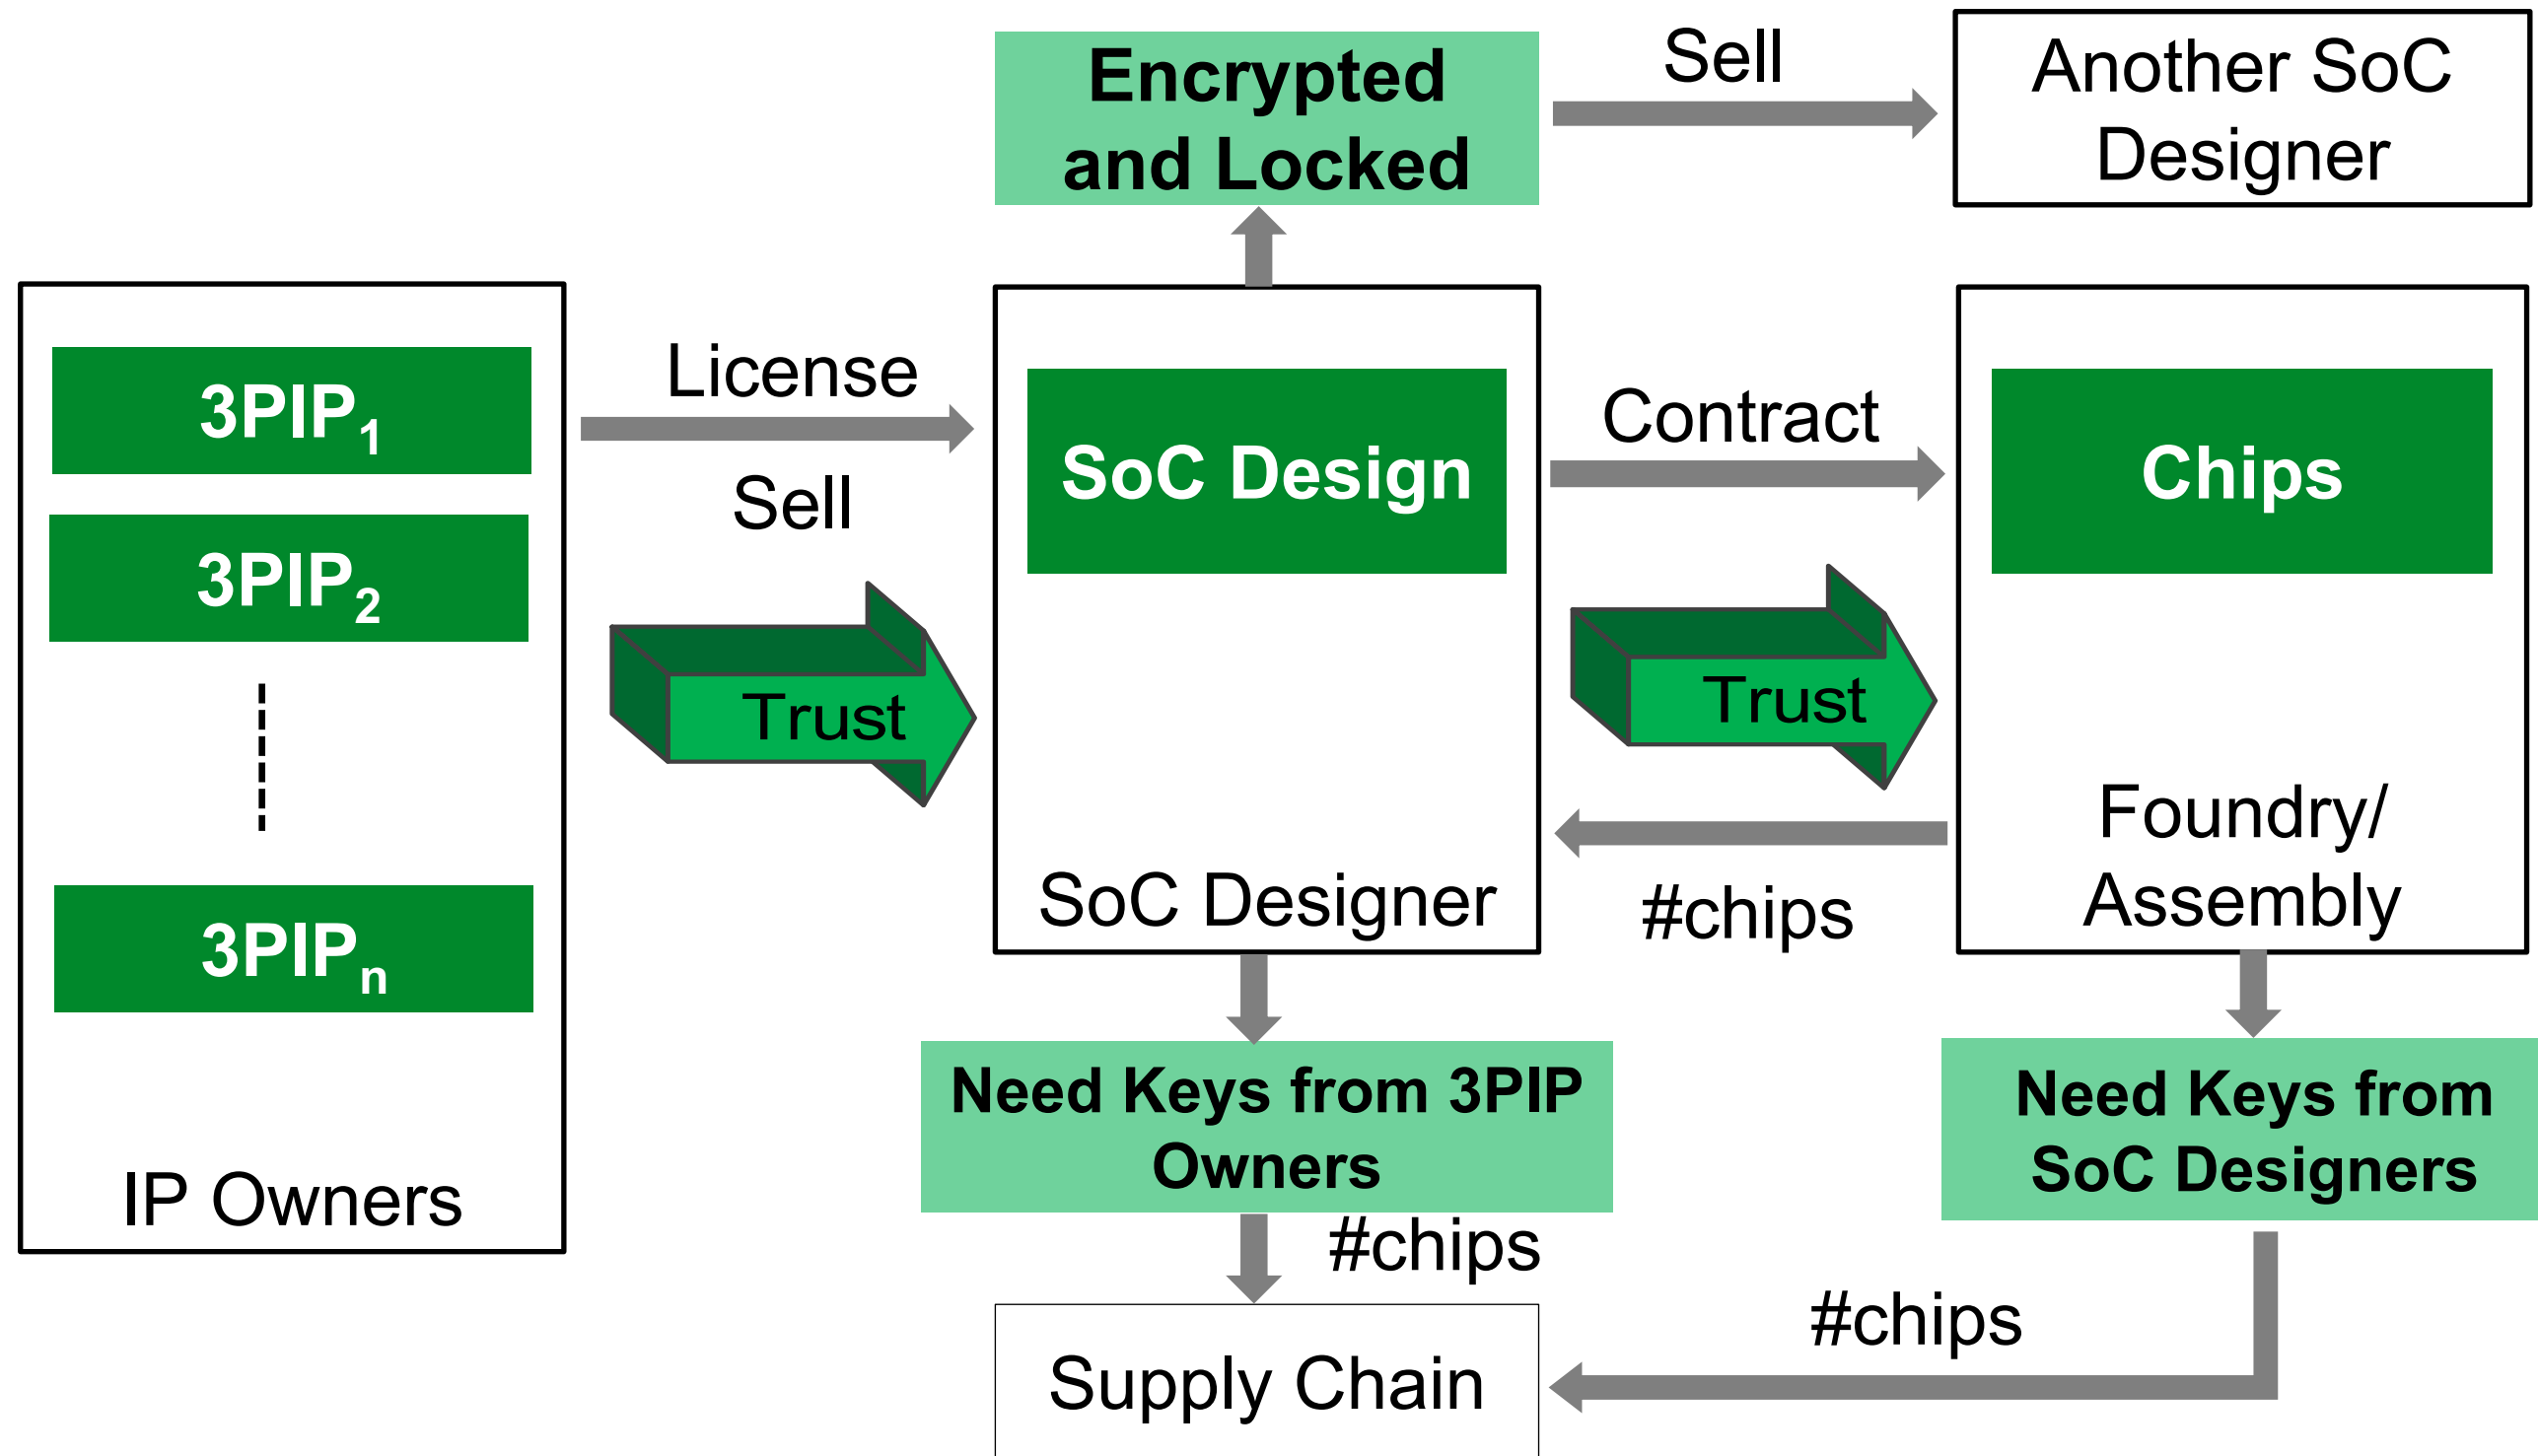 Encrypted
and Locked
Sell
Another SoC
Designer
3PIP1
3PIP2
3PIPn
IP Owners
License
Sell
Trust
SoC Design
SoC Designer
Contract
Trust
#chips
Chips
Foundry/
Assembly
Need Keys from 3PIP
Owners
Need Keys from
SoC Designers
#chips
#chips
Supply Chain